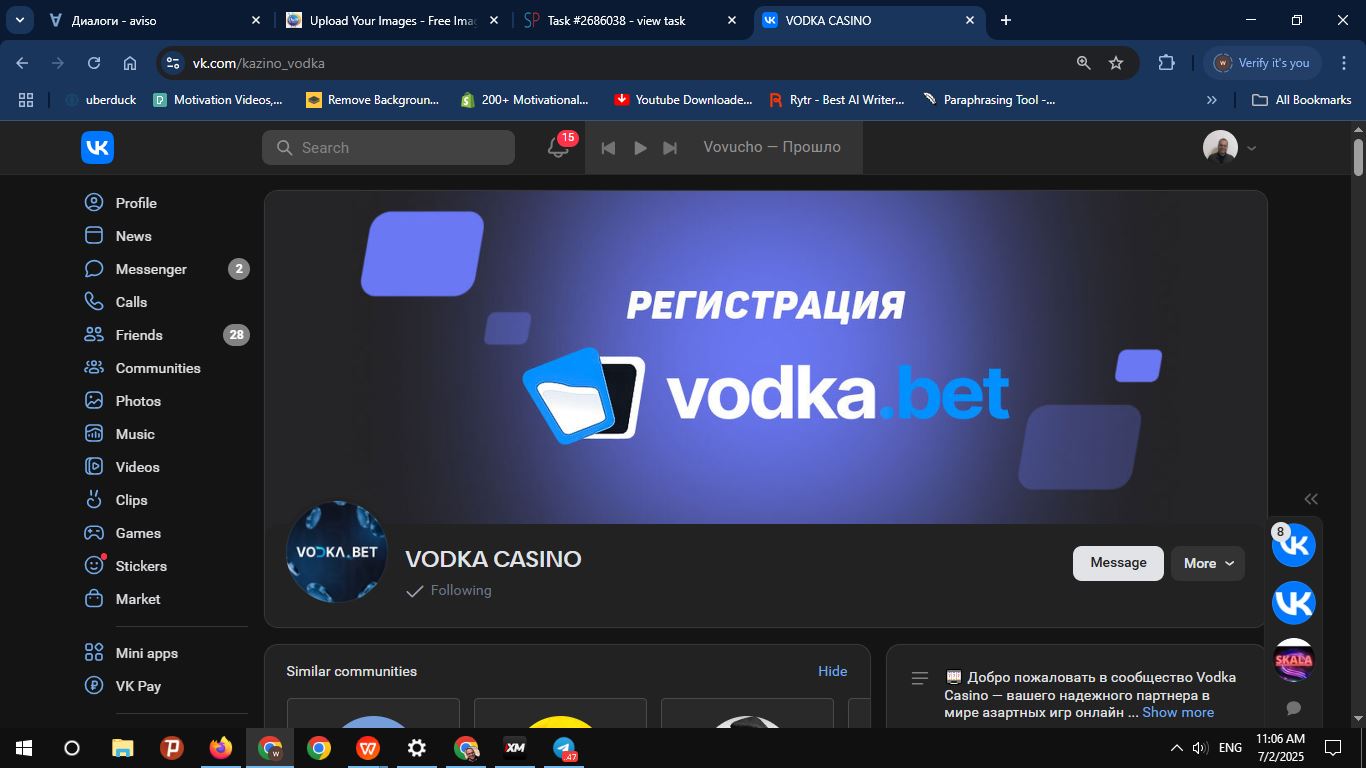 Диалоги - aviso
Upload Your Images - Free Imag
Task #2686038 - view task
VODKA CASINO
vk.com/kazino_vodka
Verify it's you
uberduck
Motivation Videos,...
Remove Backgroun...
200+ Motivational...
Youtube Downloade...
Rytr - Best AI Writer...
Paraphrasing Tool -...
All Bookmarks
Search
15
Vovucho — Прошло
Profile
News
Messenger
2
Calls
Friends
28
Communities
Photos
Music
Videos
Clips
Games
Stickers
Market
Mini apps
VK Pay
РЕГИСТРАЦИЯ
vodka.bet
VODKA.BET
VODKA CASINO
Following
Message
More
8
SKALA
Similar communities
Hide
Добро пожаловать в сообщество Vodka
Casino — вашего надежного партнера в
мире азартных игр онлайн ... Show more
XM
.47
ENG
11:06 AM
7/2/2025